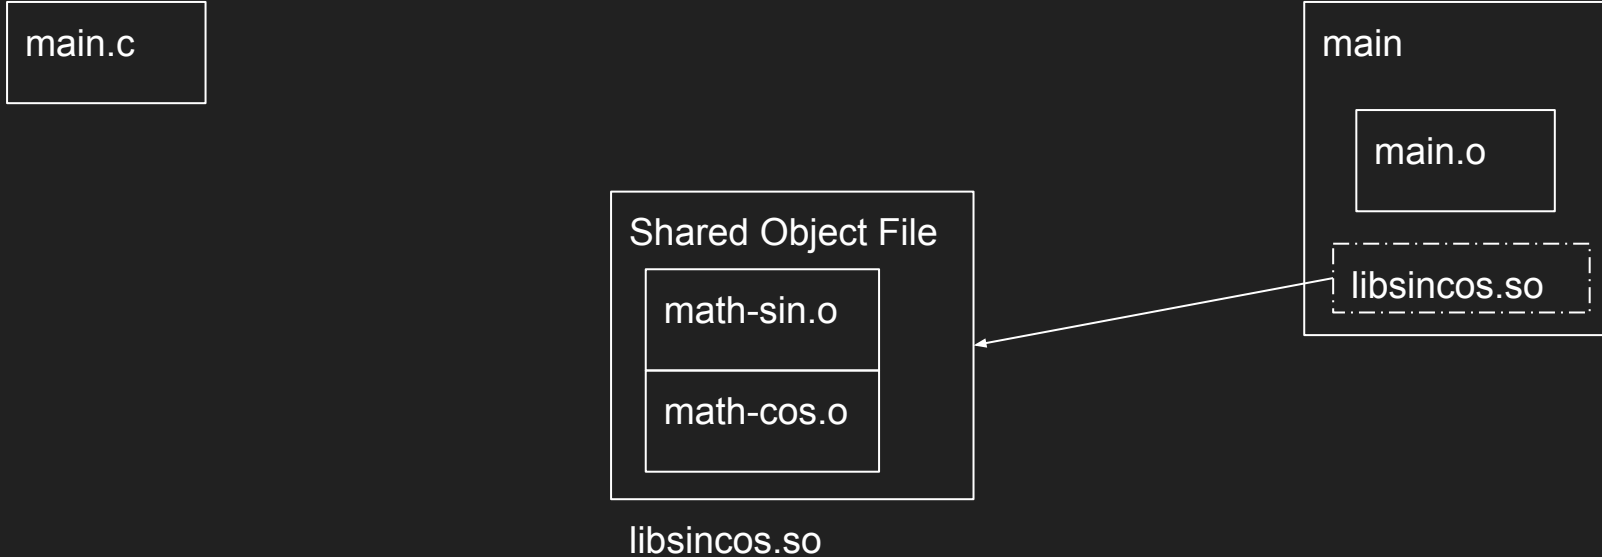 main.c
main
main.o
libsincos.so
Shared Object File
math-sin.o
math-cos.o
libsincos.so